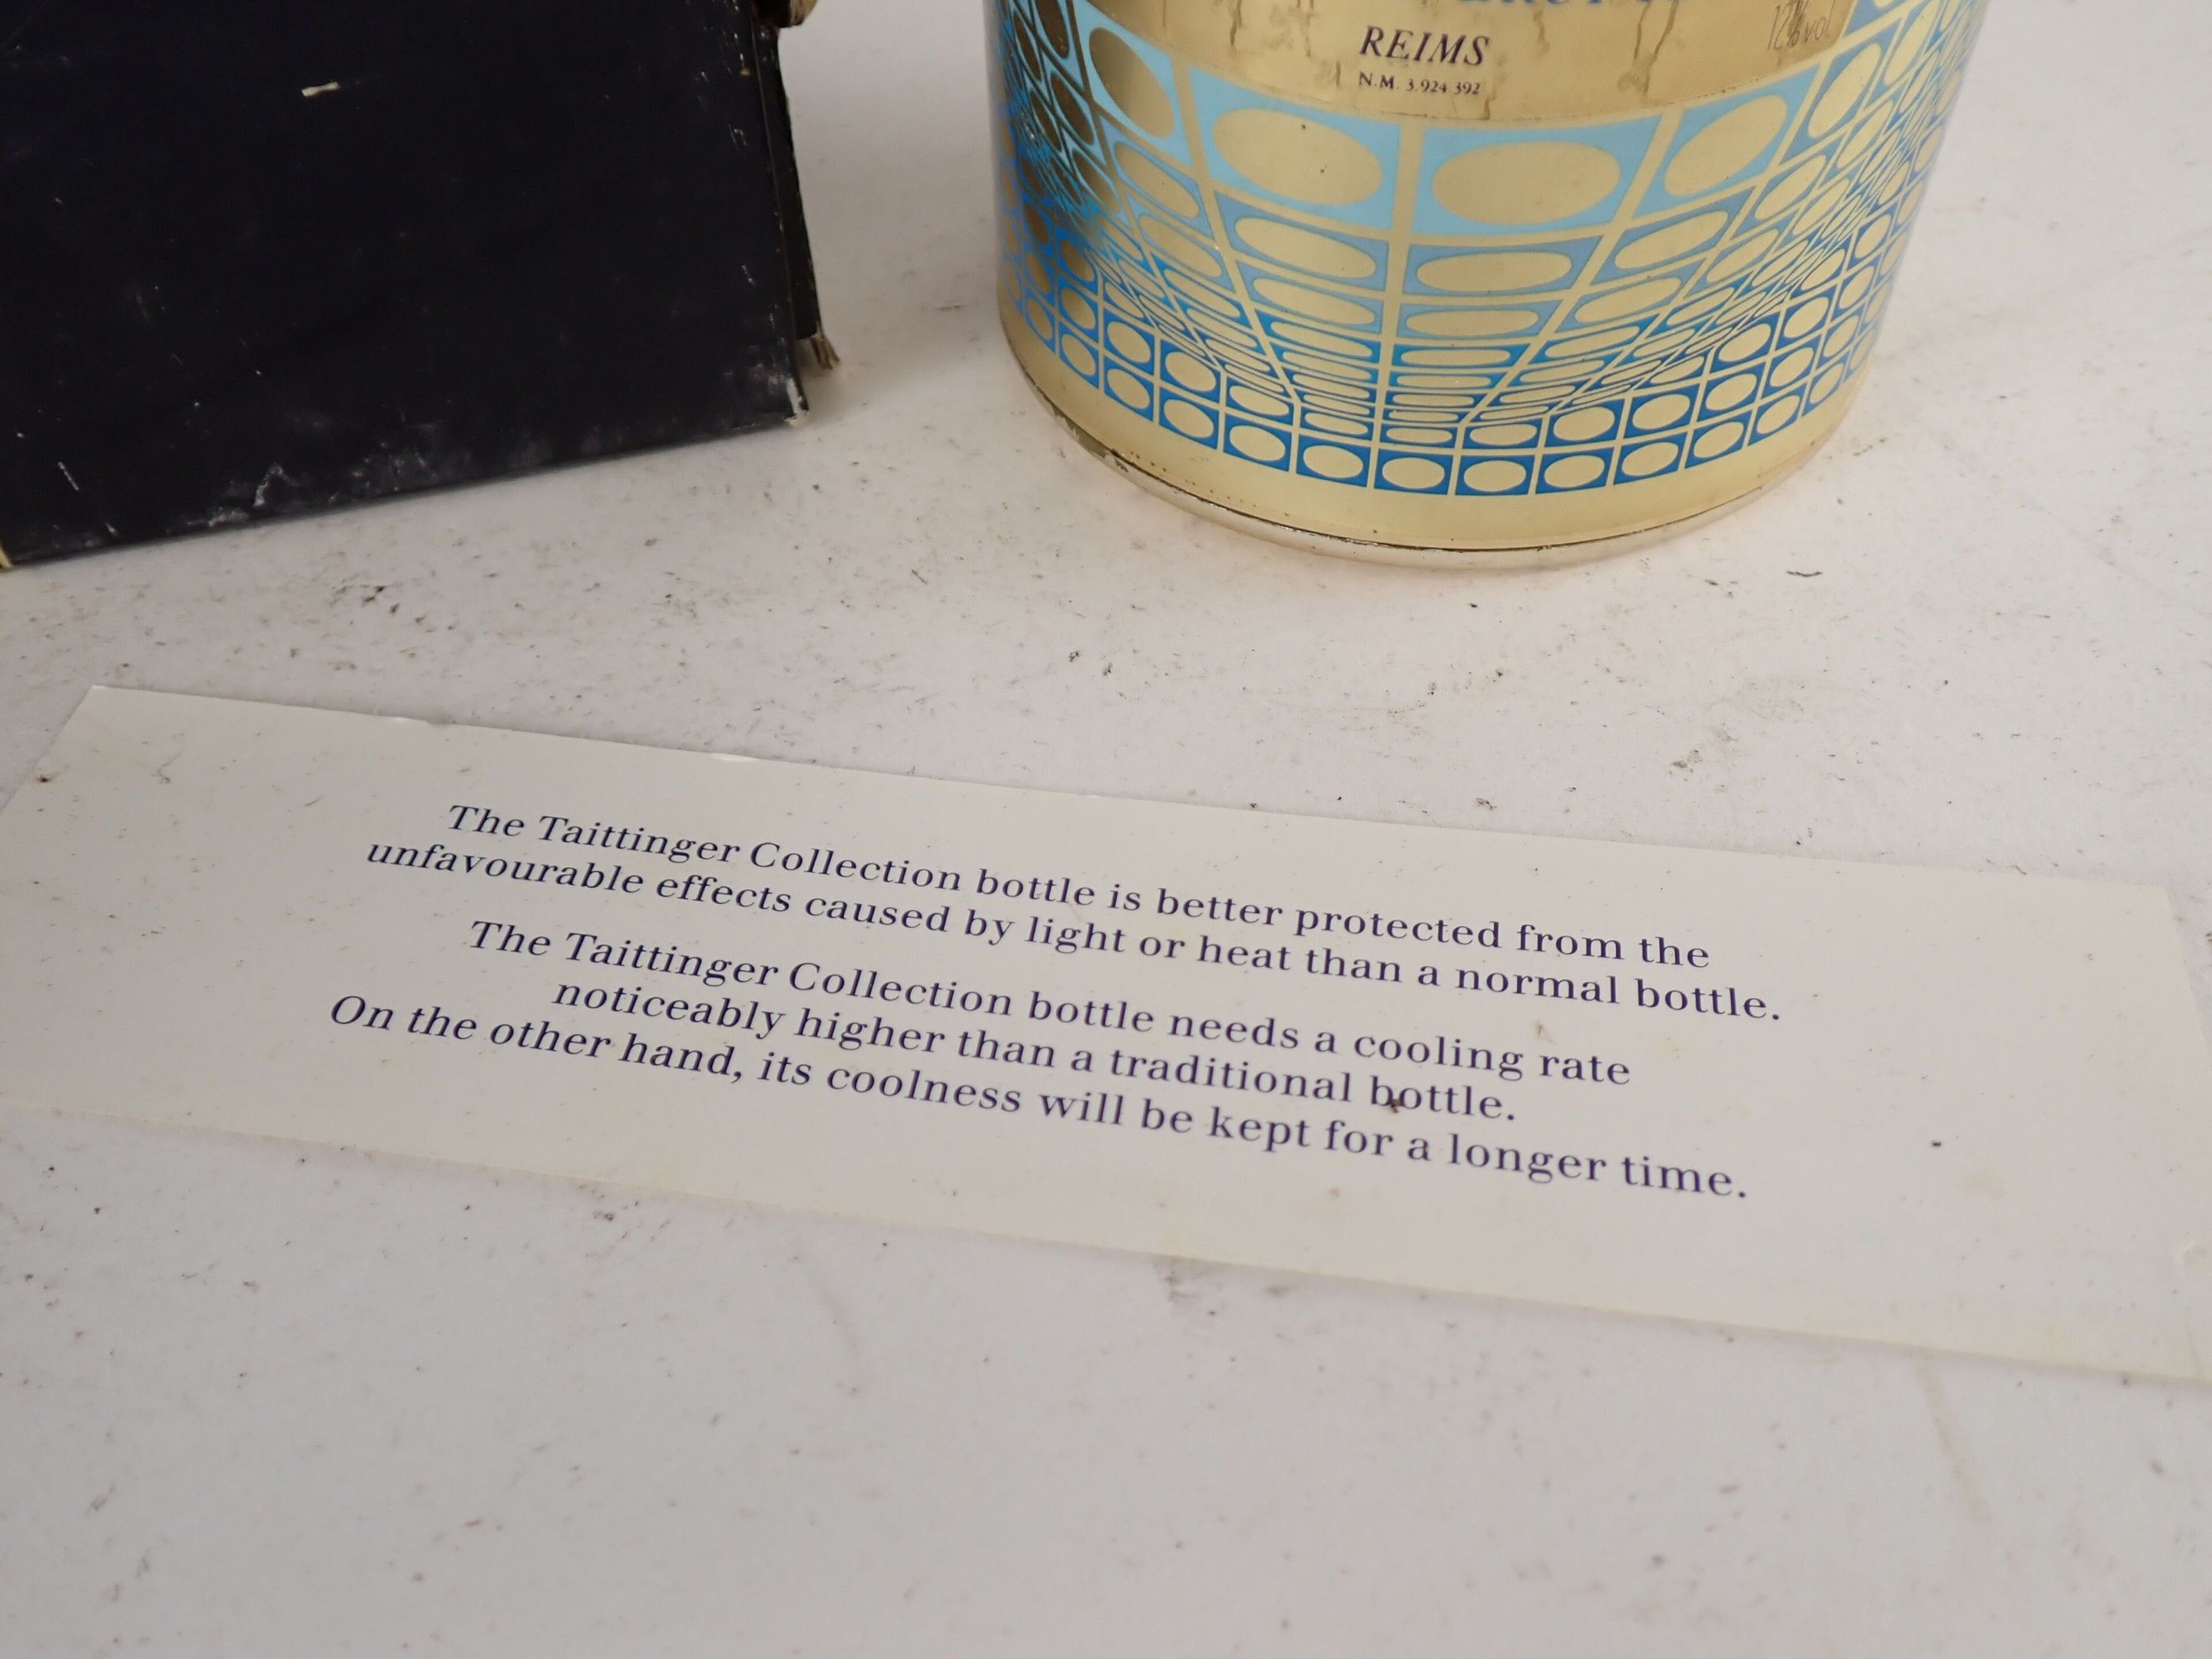 REIMS
N.M. 3.924 392
12%vol
The Taittinger Collection bottle is better protected from the
unfavourable effects caused by light or heat than a normal bottle.
The Taittinger Collection bottle needs a cooling rate
noticeably higher than a traditional bottle.
On the other hand, its coolness will be kept for a longer time.